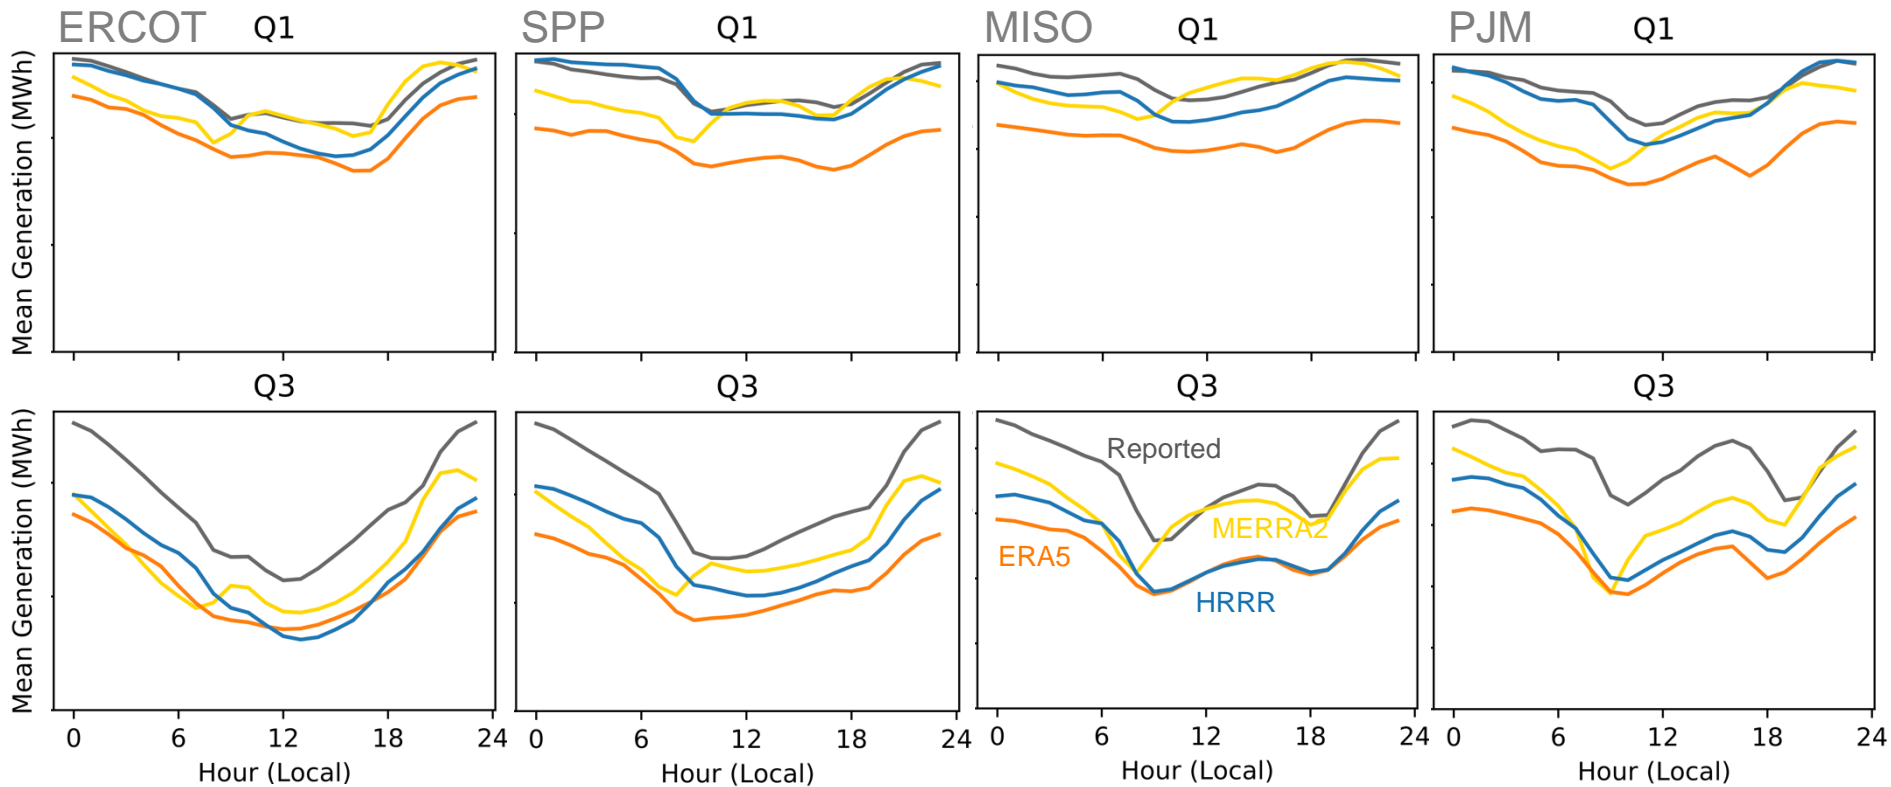 ERCOT Q1 SPP Q1 MISO Q1 PJM Q1
Mean Generation (MWh)
Q3 Q3 Q3 Q3
Mean Generation (MWh)
Reported
MERRA2
ERA5
HRRR
0 6 12 18 24 0 6 12 18 24 0 6 12 18 24 0 6 12 18 24
Hour (Local) Hour (Local) Hour (Local) Hour (Local)